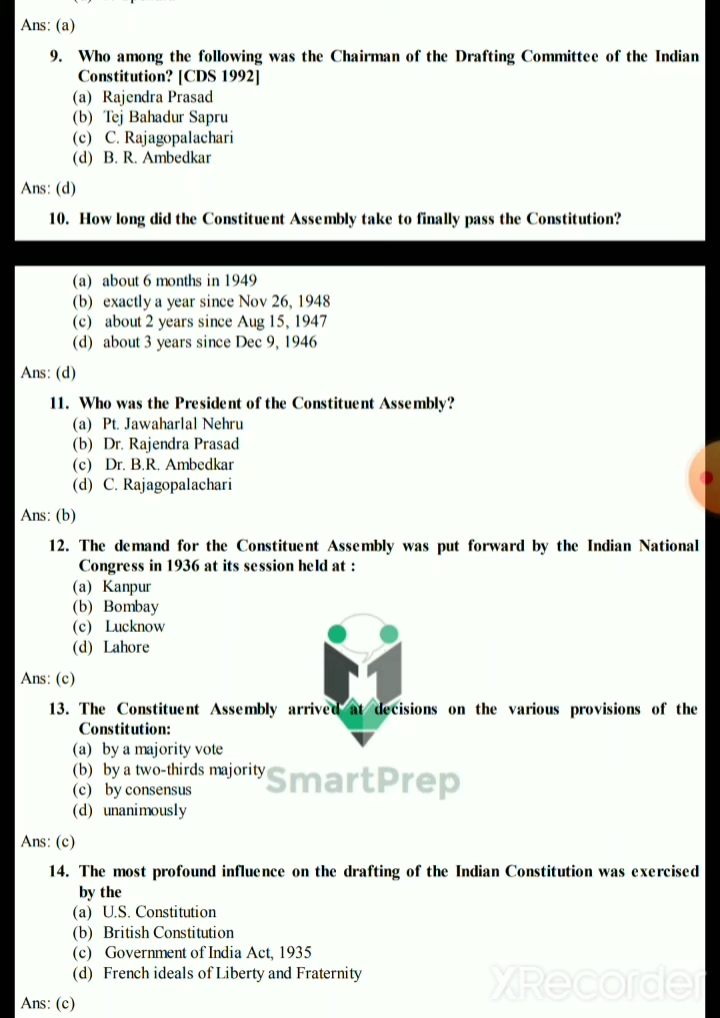 Ans: (a)
9. Who among the following was the Chairman of the Drafting Committee of the Indian
Constitution? [CDS 1992]
(a) Rajendra Prasad
(b) Tej Bahadur Sapru
(c) C. Rajagopalachari
(d) B. R. Ambedkar
Ans: (d)
10. How long did the Constituent Assembly take to finally pass the Constitution?
(a) about 6 months in 1949
(b) exactly a year since Nov 26, 1948
(c) about 2 years since Aug 15, 1947
(d) about 3 years since Dec 9, 1946
Ans: (d)
11. Who was the President of the Constituent Assembly?
(a) Pt. Jawaharlal Nehru
(b) Dr. Rajendra Prasad
(c) Dr. B.R. Ambedkar
(d) C. Rajagopalachari
Ans: (b)
12. The demand for the Constituent Assembly was put forward by the Indian National
Congress in 1936 at its session held at :
(a) Kanpur
(b) Bombay
(c) Lucknow
(d) Lahore
Ans: (c)
13. The Constituent Assembly arrived at decisions on the various provisions of the
Constitution:
(a) by a majority vote
(b) by a two-thirds majority
(c) by consensus
(d) unanimously
SmartPrep
Ans: (c)
14. The most profound influence on the drafting of the Indian Constitution was exercised
by the
(a) U.S. Constitution
(b) British Constitution
(c) Government of India Act, 1935
(d) French ideals of Liberty and Fraternity
XRecorder
Ans: (c)